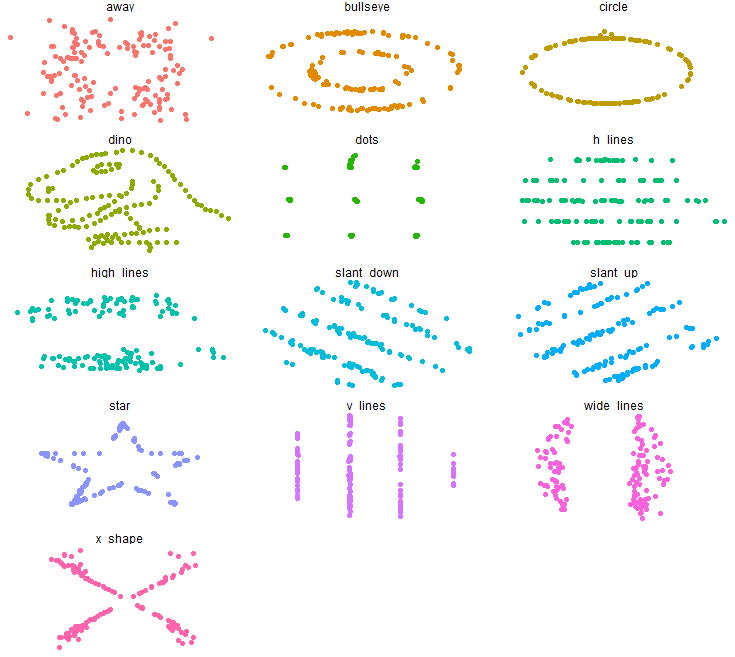 away
bullseye
circle
dino
dots
h_lines
high_lines
slant_down
slant_up
star
v_lines
wide_lines
x_shape